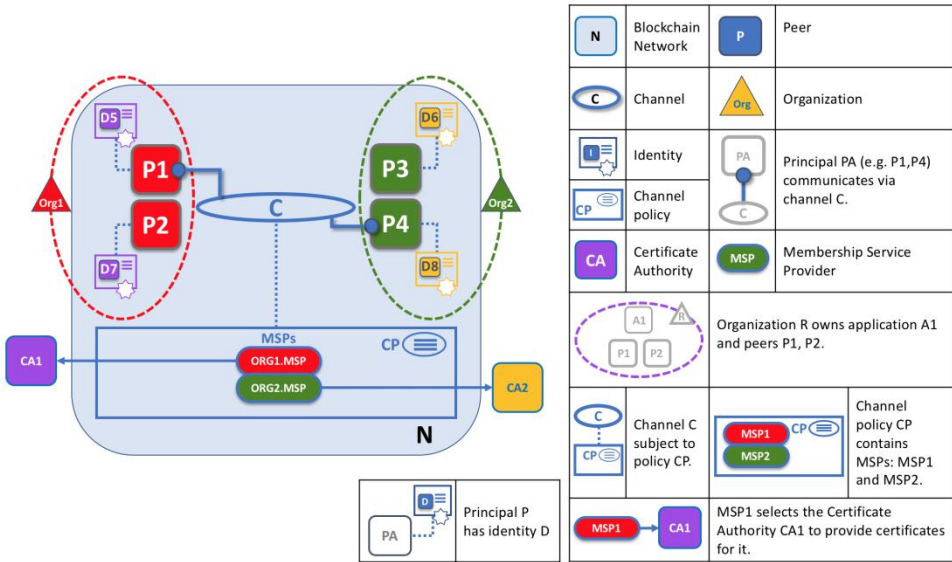 D5
D6
P1
P3
Org1
C
Org2
P2
P4
D7
D8
MSPs
CP
CA1
ORG1.MSP
ORG2.MSP
CA2
N
D
PA
Principal P
has identity D
N
Blockchain
Network
P
Peer
C
Channel
Org
Organization
I
Identity
PA
C
Principal PA (e.g. P1,P4)
communicates via
channel C.
CP
Channel
policy
CA
Certificate
Authority
MSP
Membership Service
Provider
A1
R
P1
P2
Organization R owns application A1
and peers P1, P2.
C
CP
Channel C
subject to
policy CP.
MSP1
MSP2
CP
Channel
policy CP
contains
MSPs: MSP1
and MSP2.
MSP1
CA1
MSP1 selects the Certificate
Authority CA1 to provide certificates
for it.